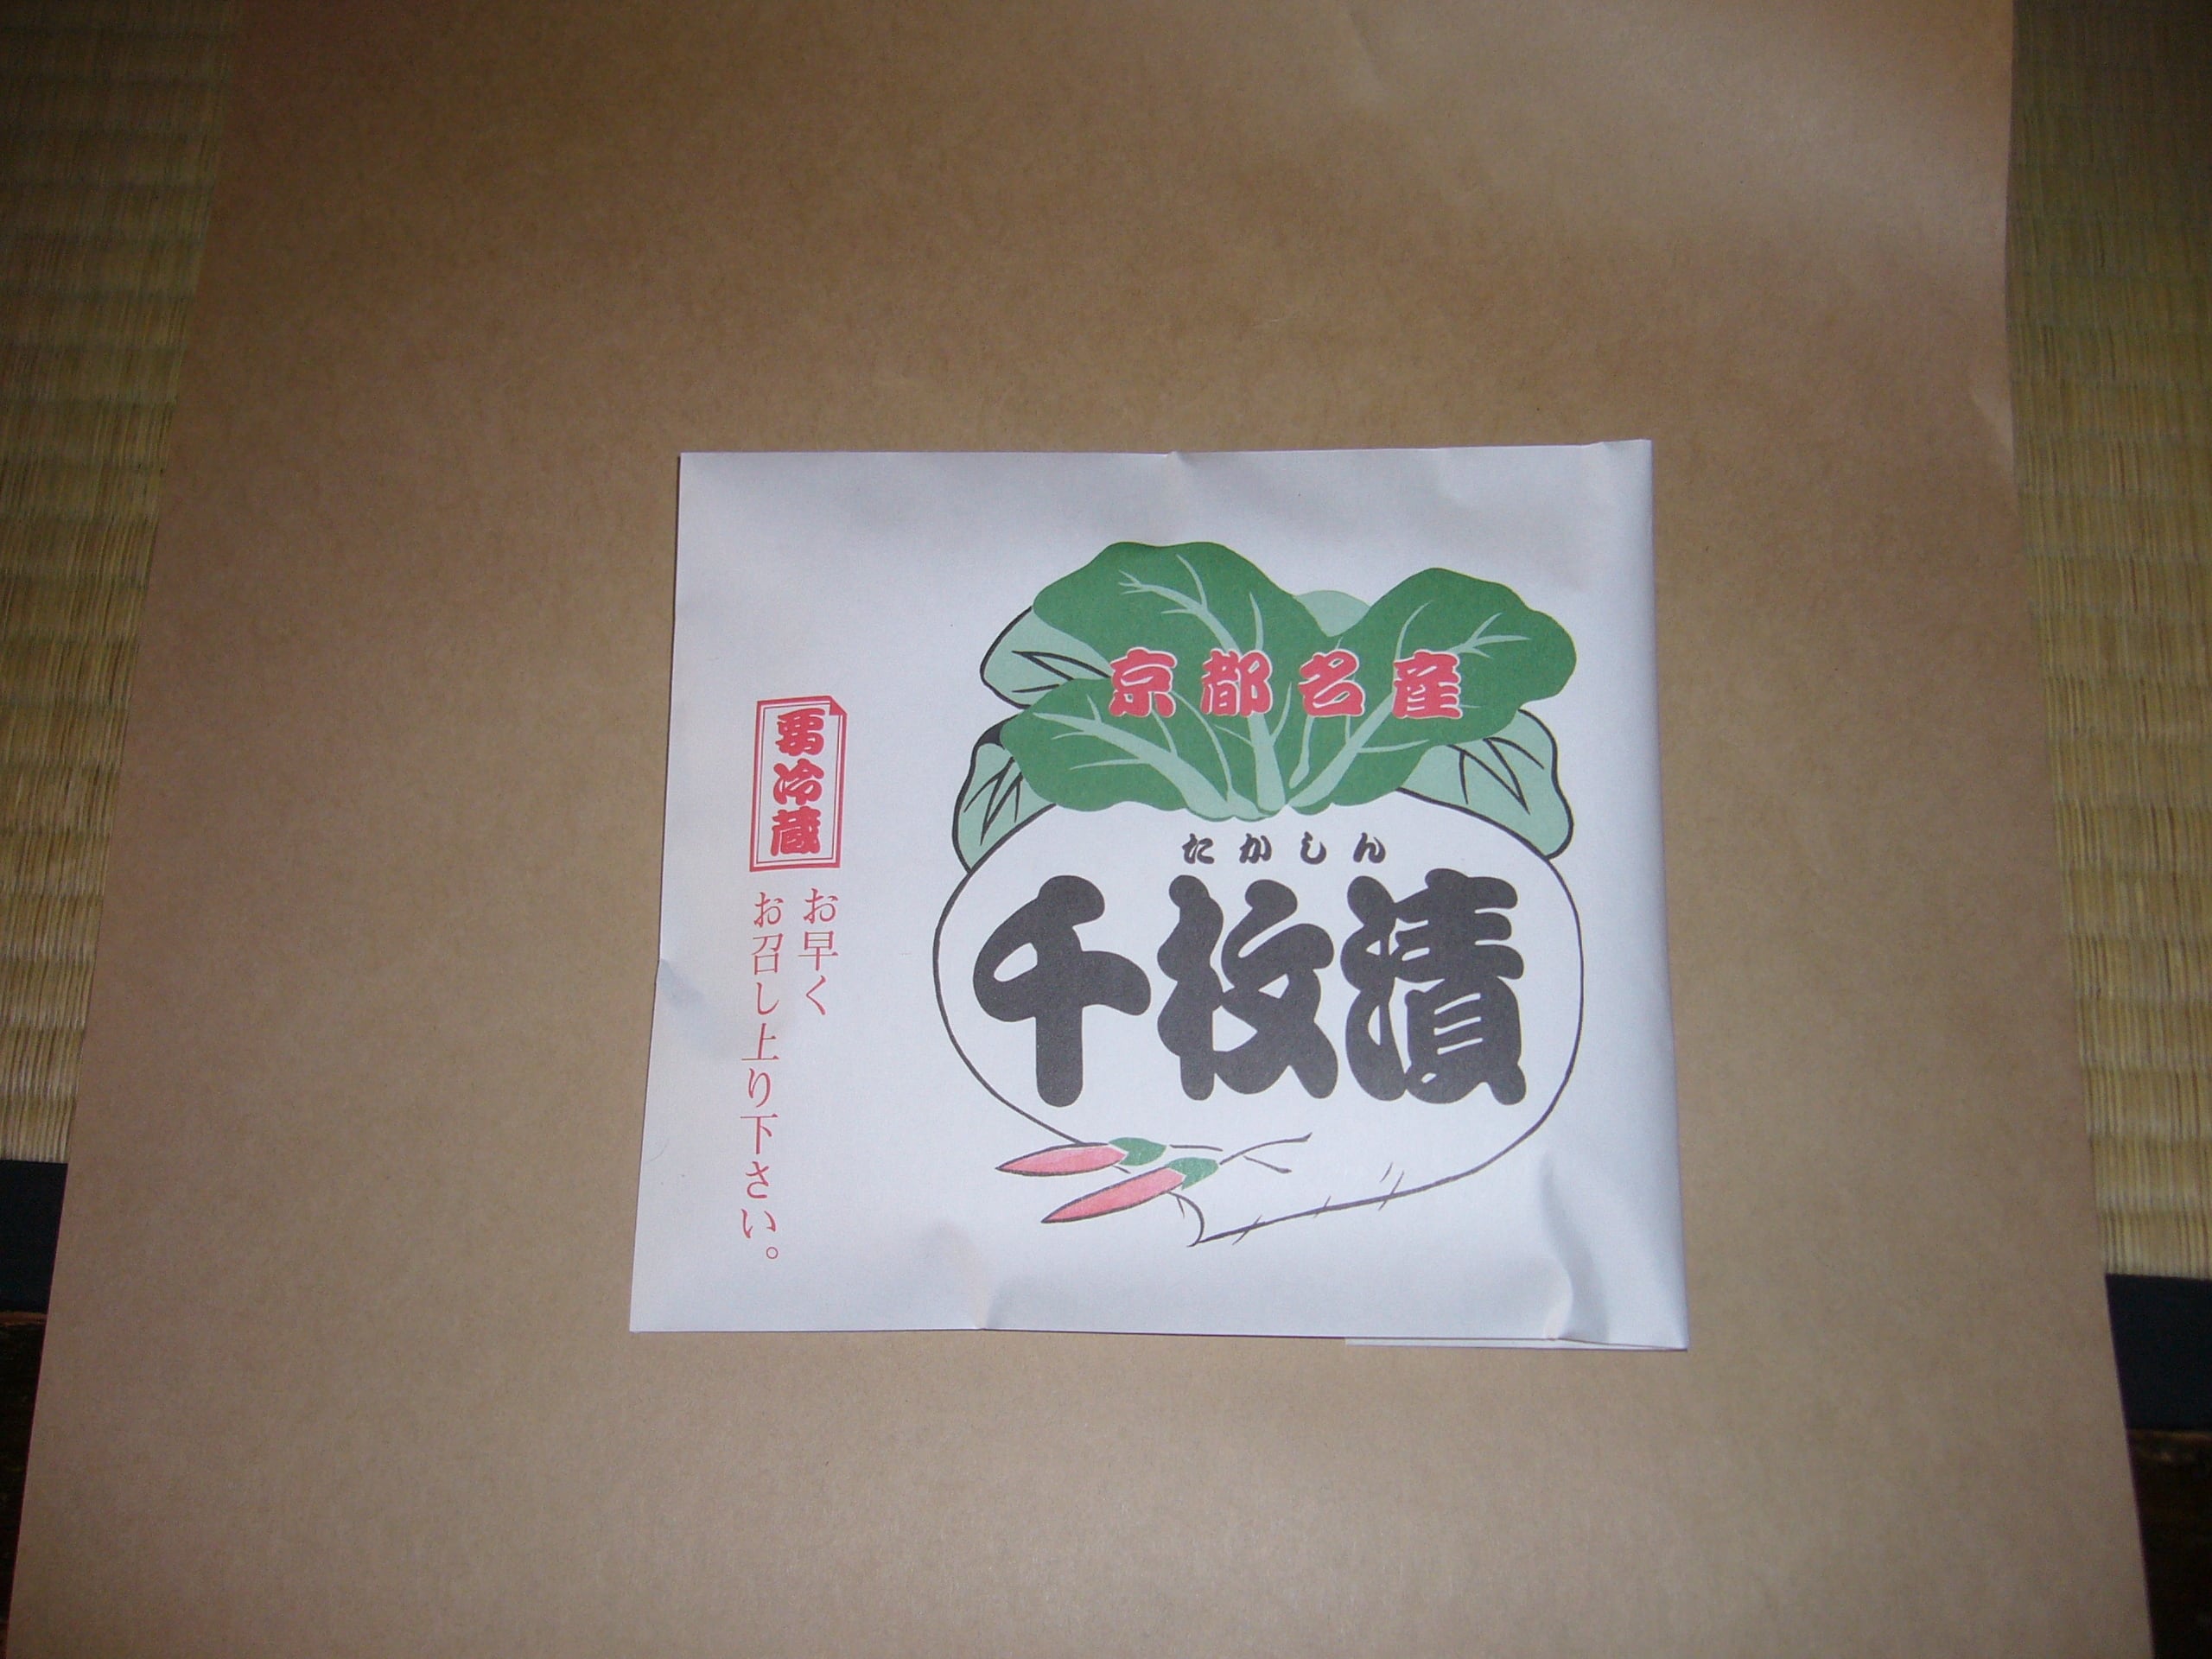 京都名産
たかしん
千枚漬
要冷蔵
お早く
お召し上り下さい。